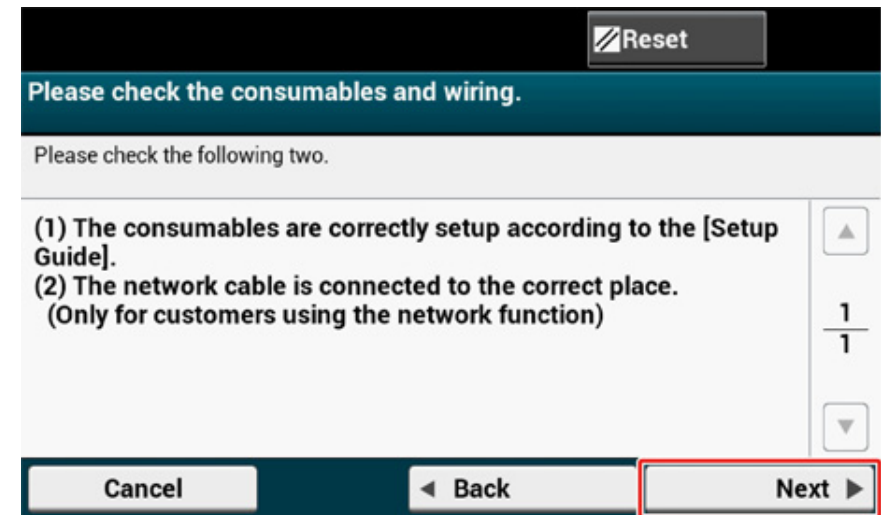 Reset
Please check the consumables and wiring.
Please check the following two.
(1) The consumables are correctly setup according to the [Setup
Guide].
(2) The network cable is connected to the correct place.
(Only for customers using the network function)
1
1
Cancel
Back
Next